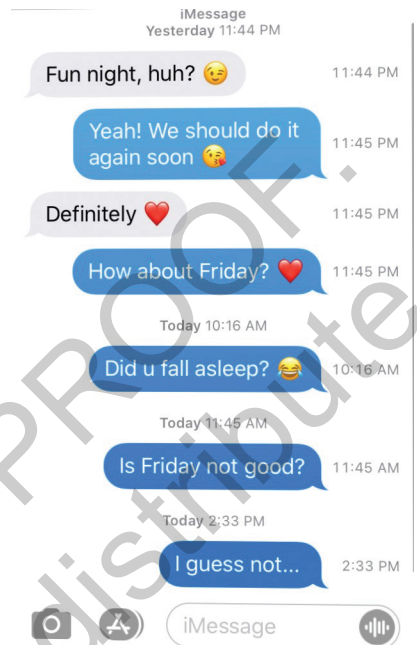 iMessage
Yesterday 11:44 PM
Fun night, huh? 😉 11:44 PM
Yeah! We should do it
again soon 😘 11:45 PM
Definitely ❤️ 11:45 PM
How about Friday? ❤️ 11:45 PM
Today 10:16 AM
Did u fall asleep? 😂 10:16 AM
Today 11:45 AM
Is Friday not good? 11:45 AM
Today 2:33 PM
I guess not... 2:33 PM
iMessage
PROOF.
distribute